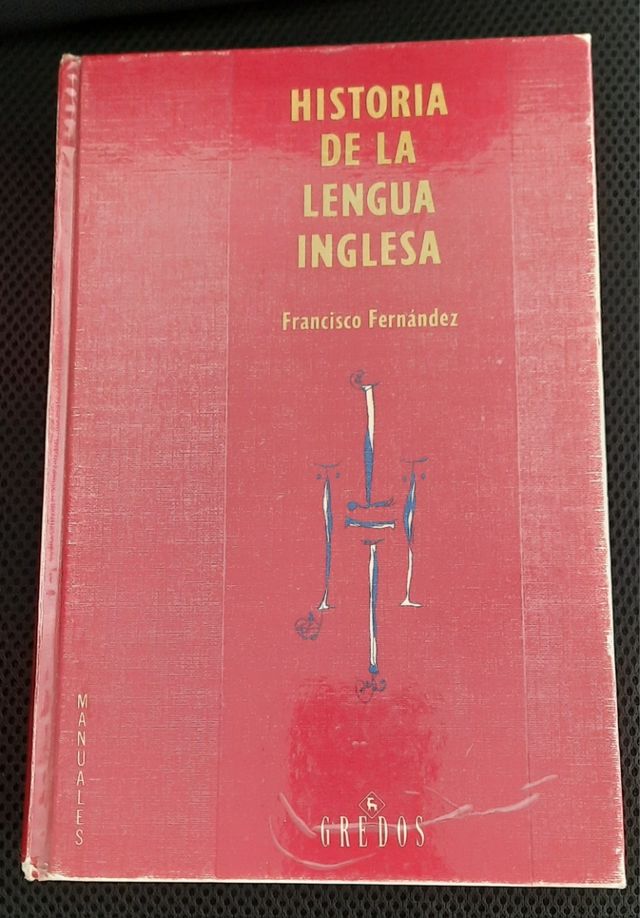 HISTORIA
DE LA
LENGUA
INGLESA
Francisco Fernández
MANUALES
GREDOS